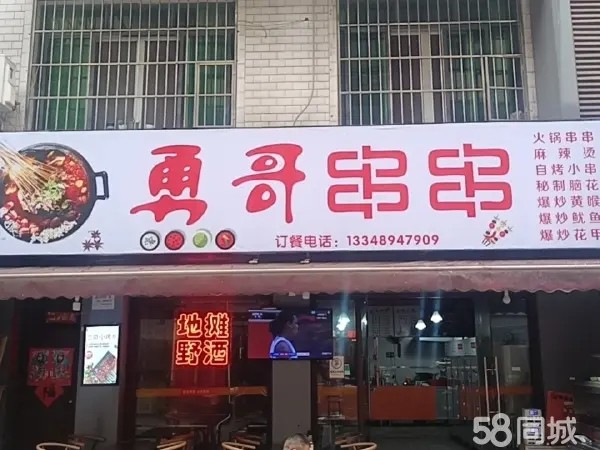 勇哥串串
订餐电话：13348947909
火锅串串
麻辣烫
自烤小串
秘制脑花
爆炒黄喉
爆炒鱿鱼
爆炒花甲
地摊
野酒
58同城